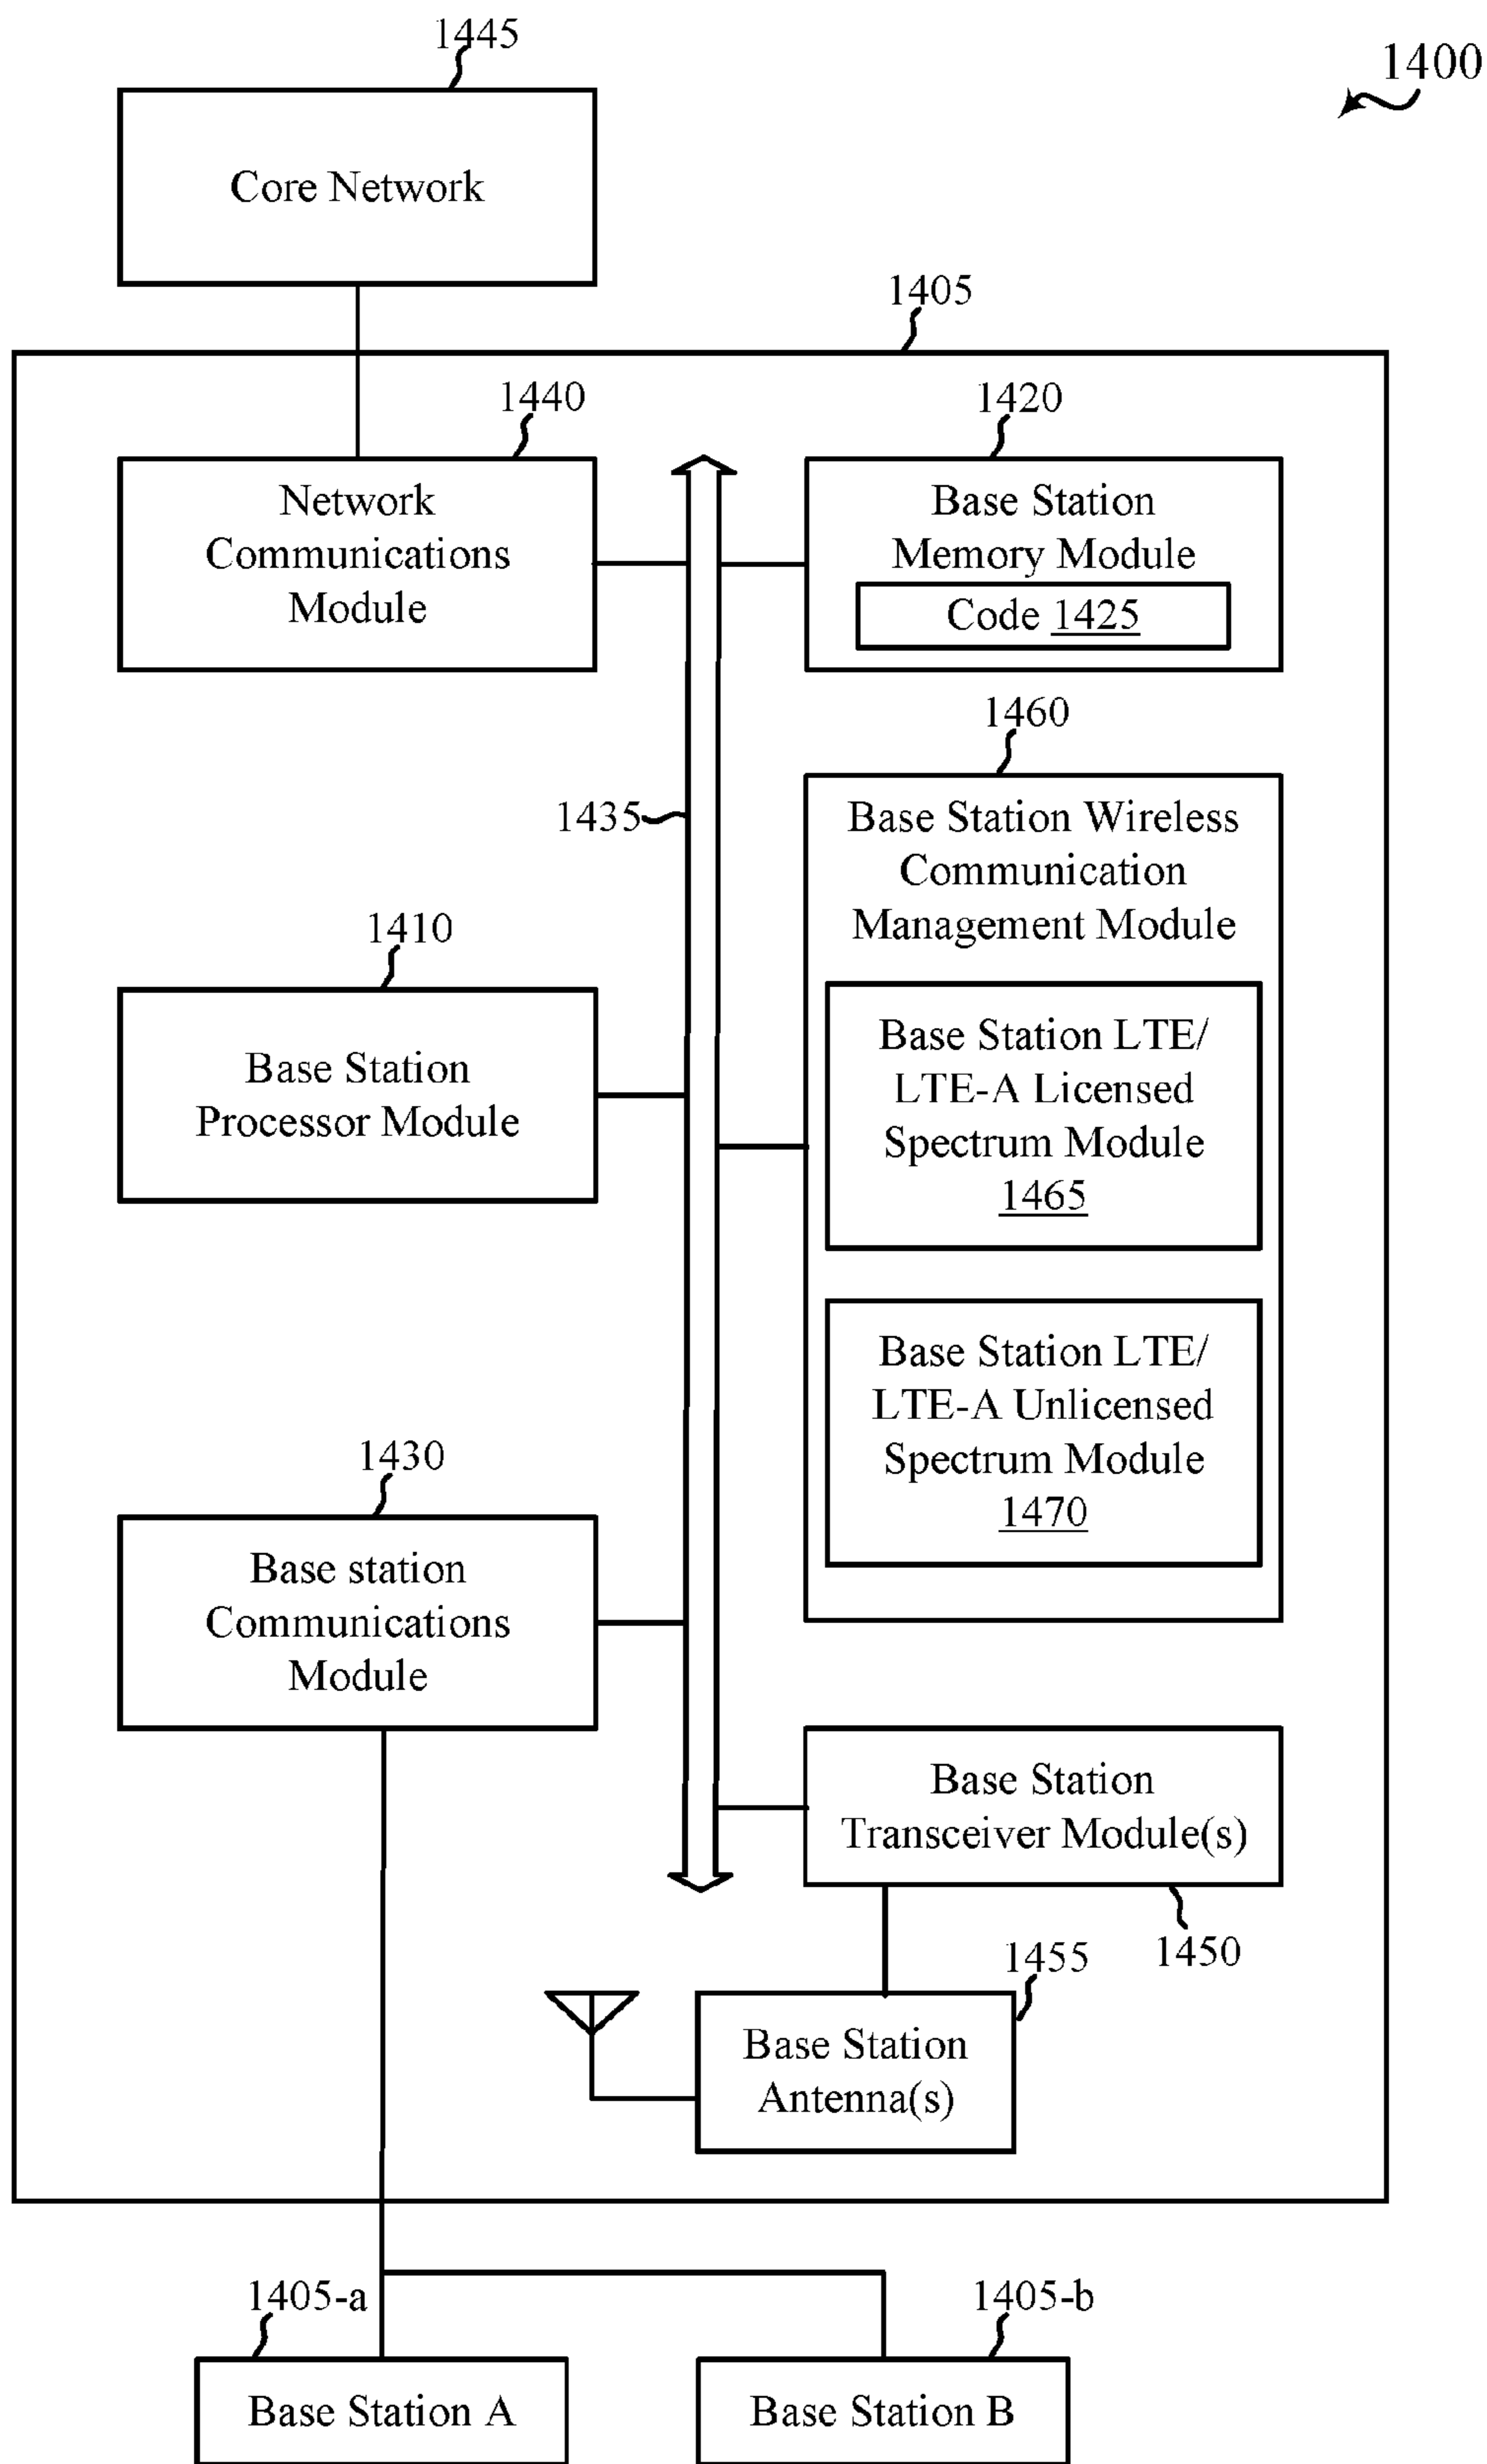 1445
1400
Core Network
1405
1440
1420
Network
Communications
Module
Base Station
Memory Module
Code 1425
1460
1435
Base Station Wireless
Communication
Management Module
1410
Base Station
Processor Module
Base Station LTE/
LTE-A Licensed
Spectrum Module
1465
Base Station LTE/
LTE-A Unlicensed
Spectrum Module
1470
1430
Base station
Communications
Module
Base Station
Transceiver Module(s)
1450
1455
Base Station
Antenna(s)
1405-a
1405-b
Base Station A
Base Station B